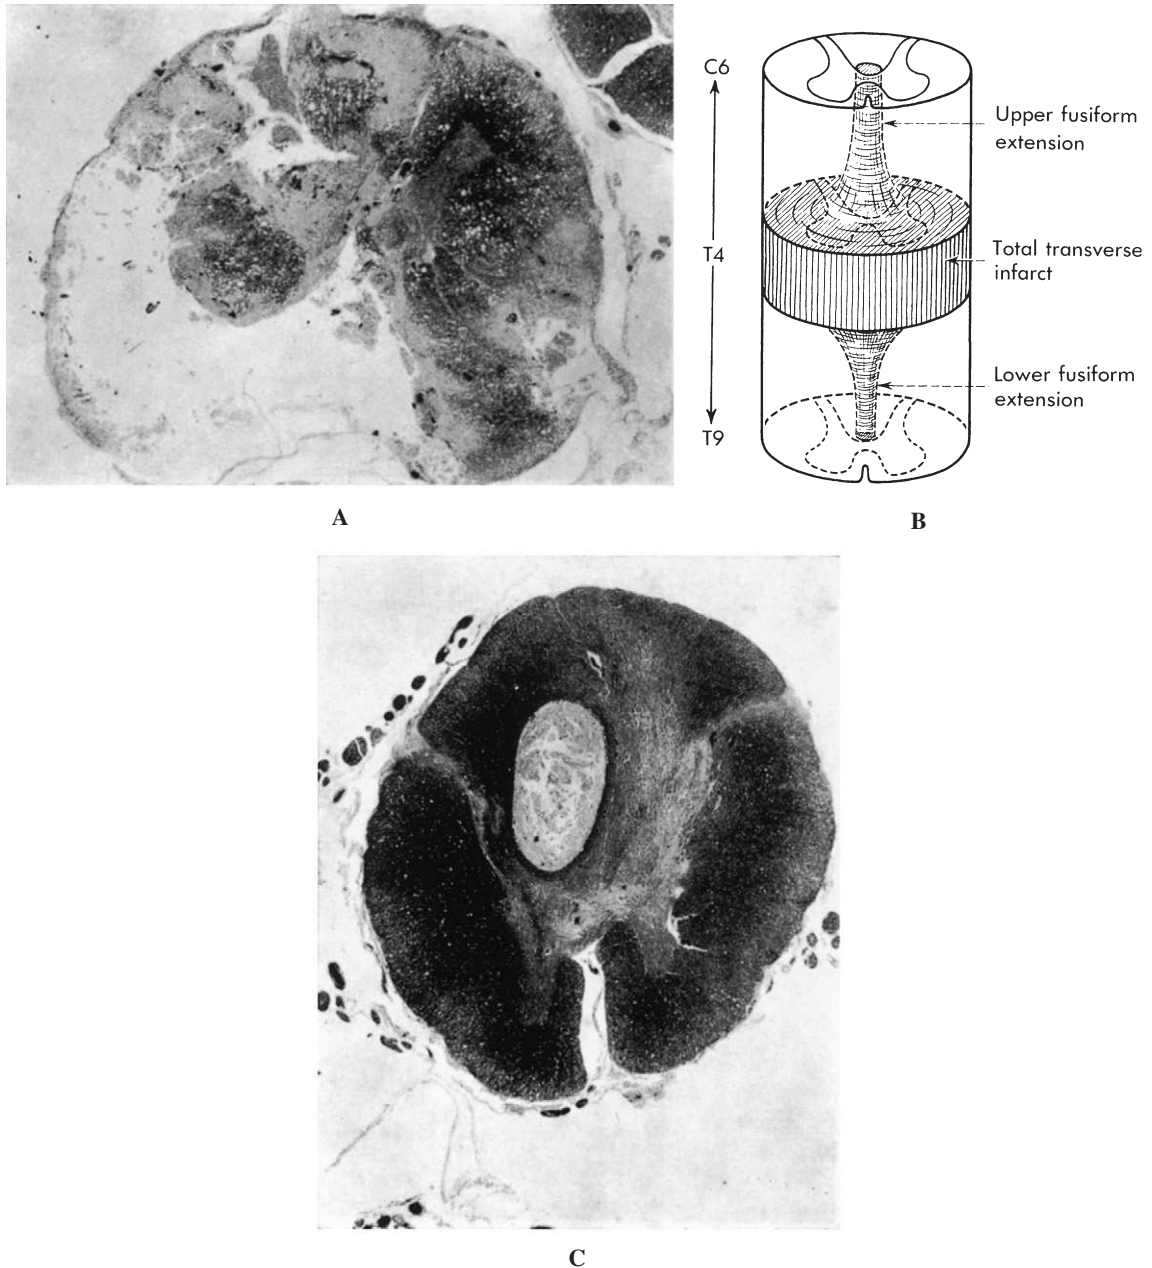 C6
Upper fusiform
extension
T4
Total transverse
infarct
Lower fusiform
extension
T9
A
B
C